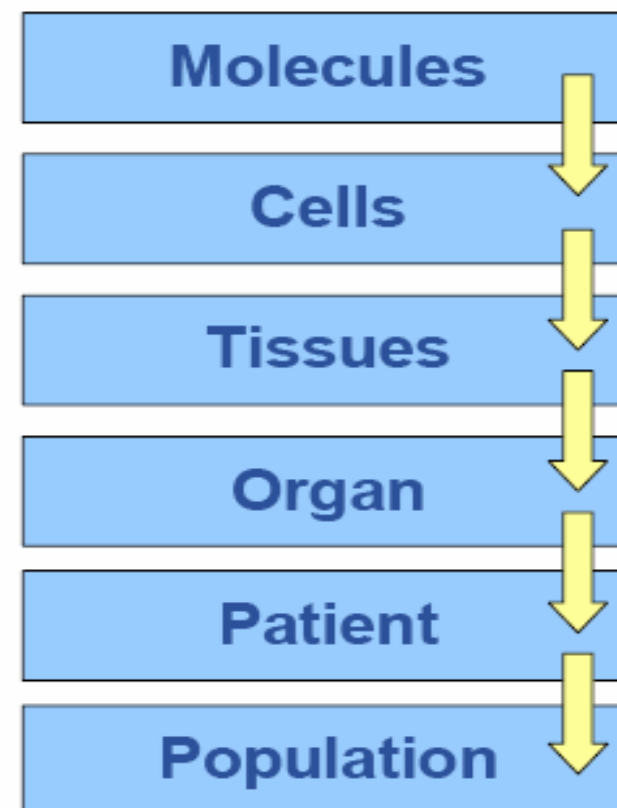 Molecules
Cells
Tissues
Organ
Patient
Population